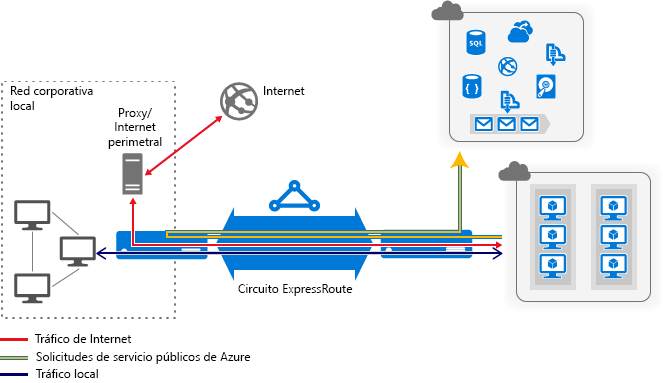 SQL
{ }
Red corporativa
local
Internet
Proxy/
Internet
perimetral
Circuito ExpressRoute
Tráfico de Internet
Solicitudes de servicio públicos de Azure
Tráfico local